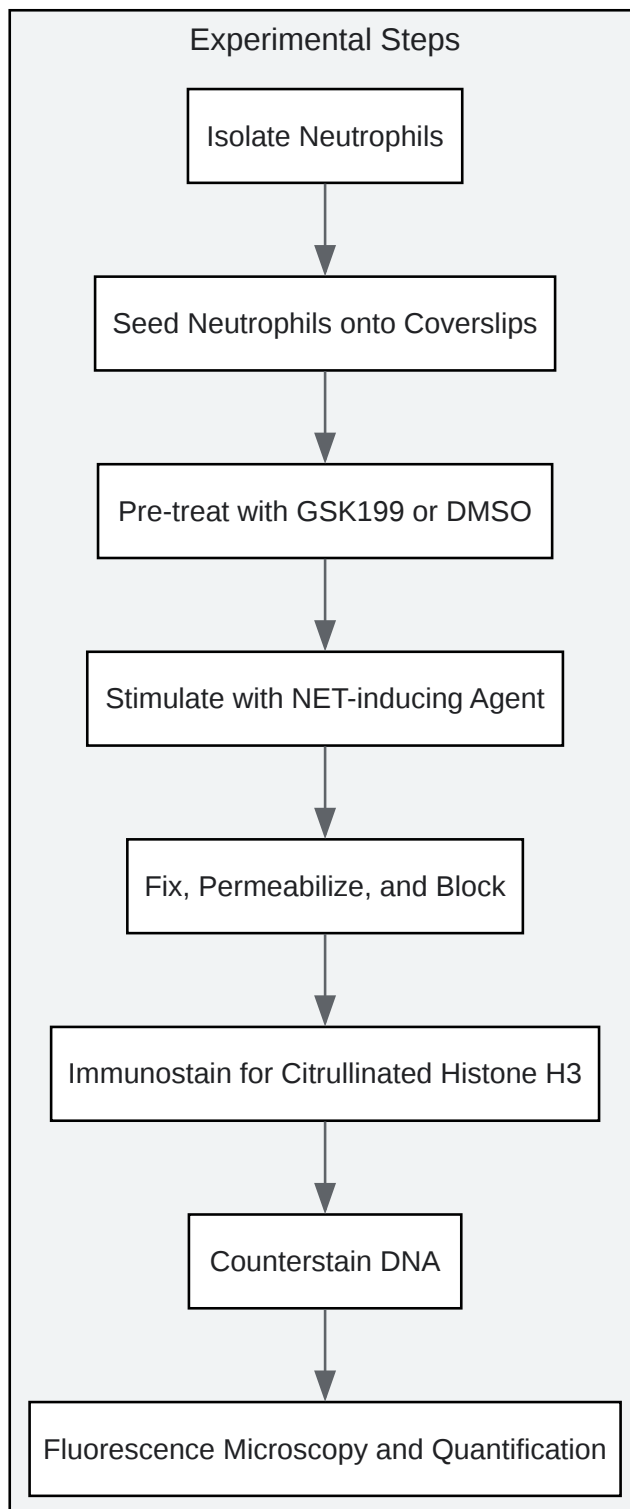 Experimental Steps
Isolate Neutrophils
Seed Neutrophils onto Coverslips
Pre-treat with GSK199 or DMSO
Stimulate with NET-inducing Agent
Fix, Permeabilize, and Block
Immunostain for Citrullinated Histone H3
Counterstain DNA
Fluorescence Microscopy and Quantification